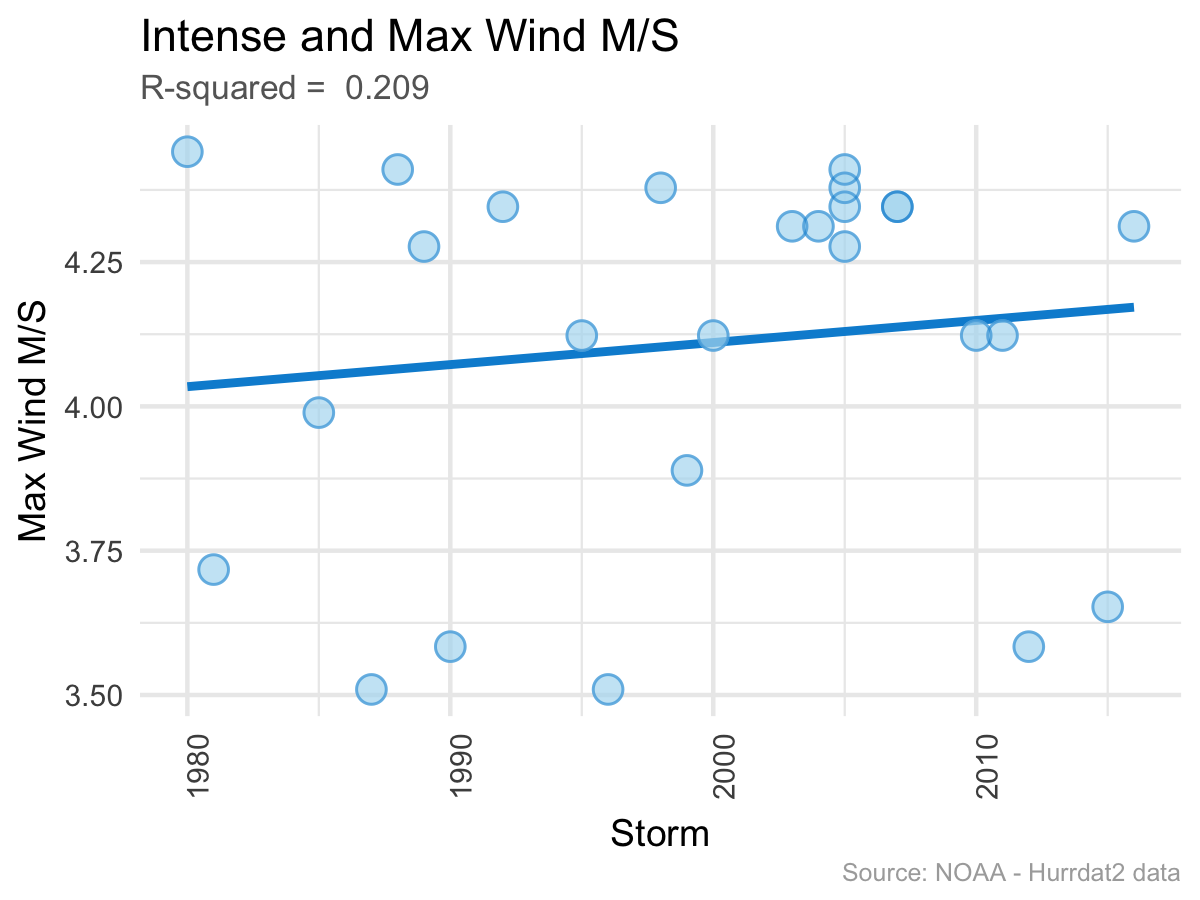 Intense and Max Wind M/S
R-squared =  0.209
Max Wind M/S
4.25
4.00
3.75
3.50
1980
1990
2000
2010
Storm
Source: NOAA - Hurrdat2 data